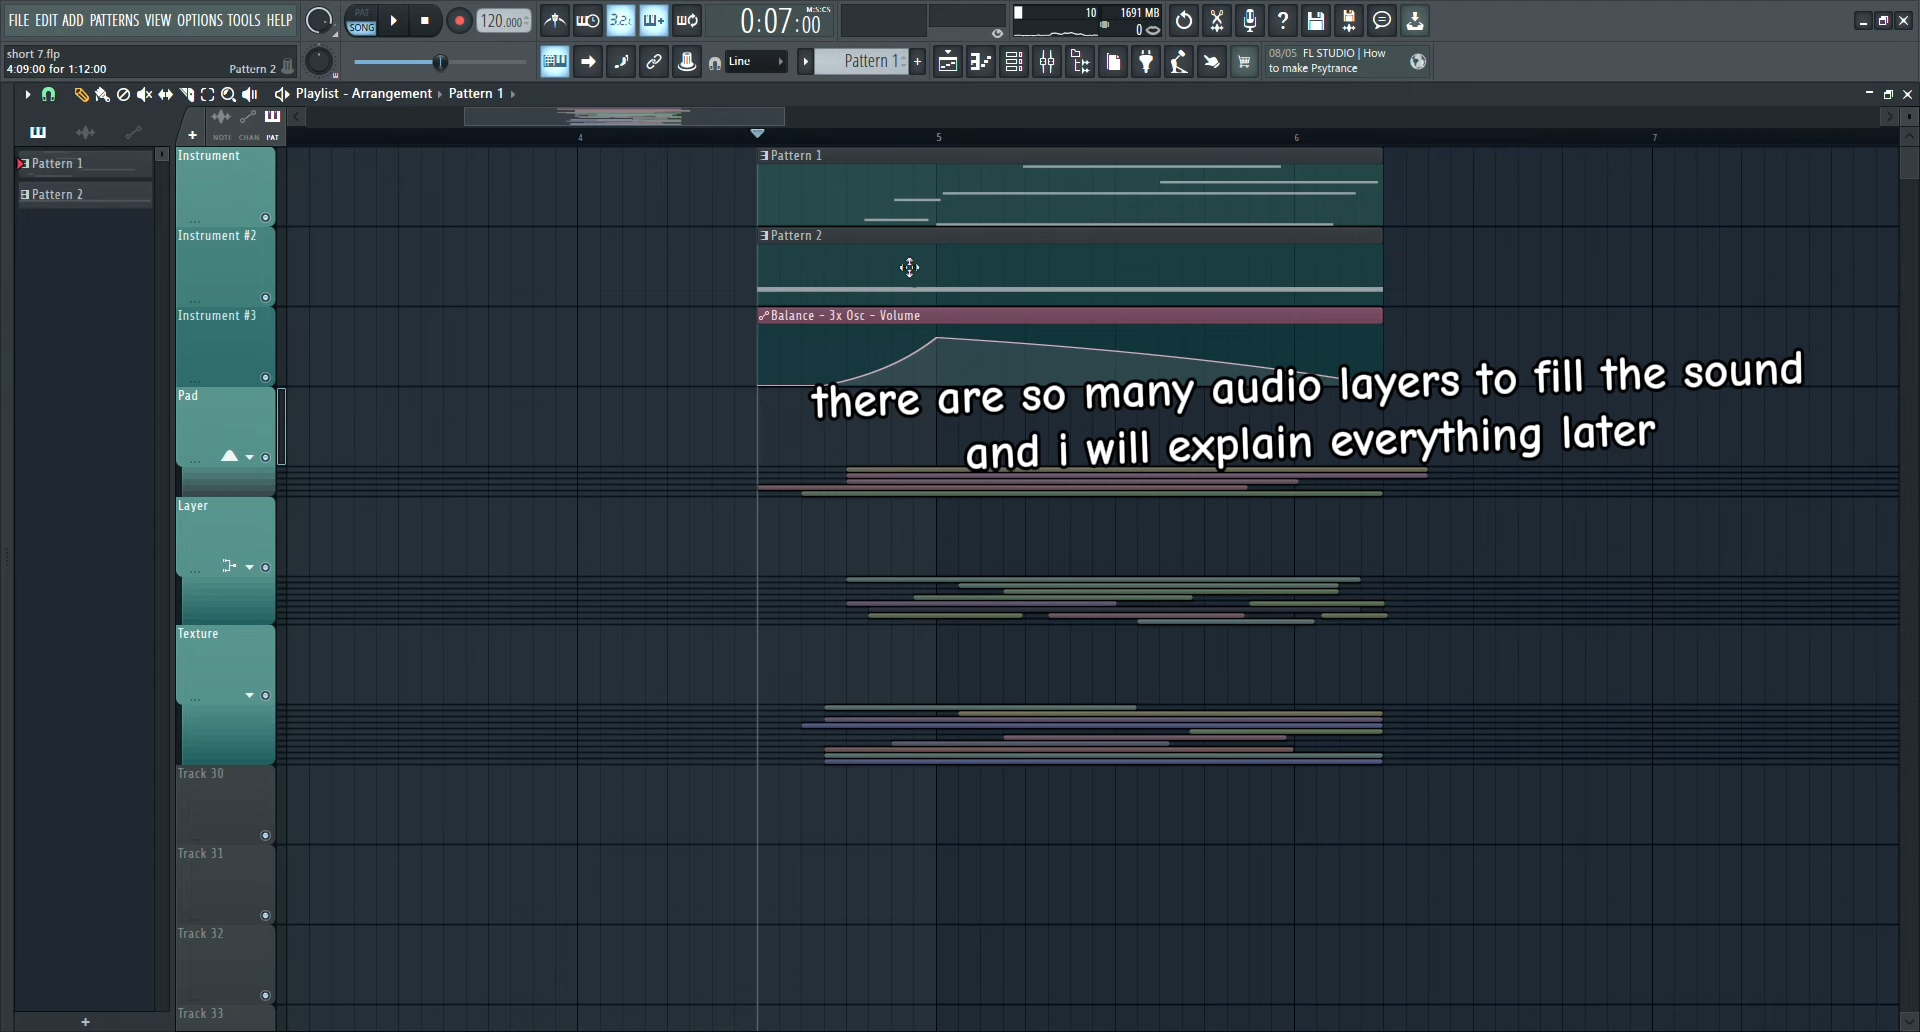 FILE EDIT ADD PATTERNS VIEW OPTIONS TOOLS HELP
PAT
SONG
120.000
3.2.
0:07:00
M:S:CS
10
1691 MB
0
short 7.flp
4:09:00 for 1:12:00
Pattern 2
Line
Pattern 1
+
08/05 FL STUDIO | How
to make Psytrance
Playlist - Arrangement
Pattern 1
NOTI CHAN PAT
+
4
5
6
7
Pattern 1
Pattern 2
Instrument
Pattern 1
Instrument #2
Pattern 2
Instrument #3
Balance - 3x Osc - Volume
there are so many audio layers to fill the sound
and i will explain everything later
Pad
Layer
Texture
Track 30
Track 31
Track 32
Track 33
+